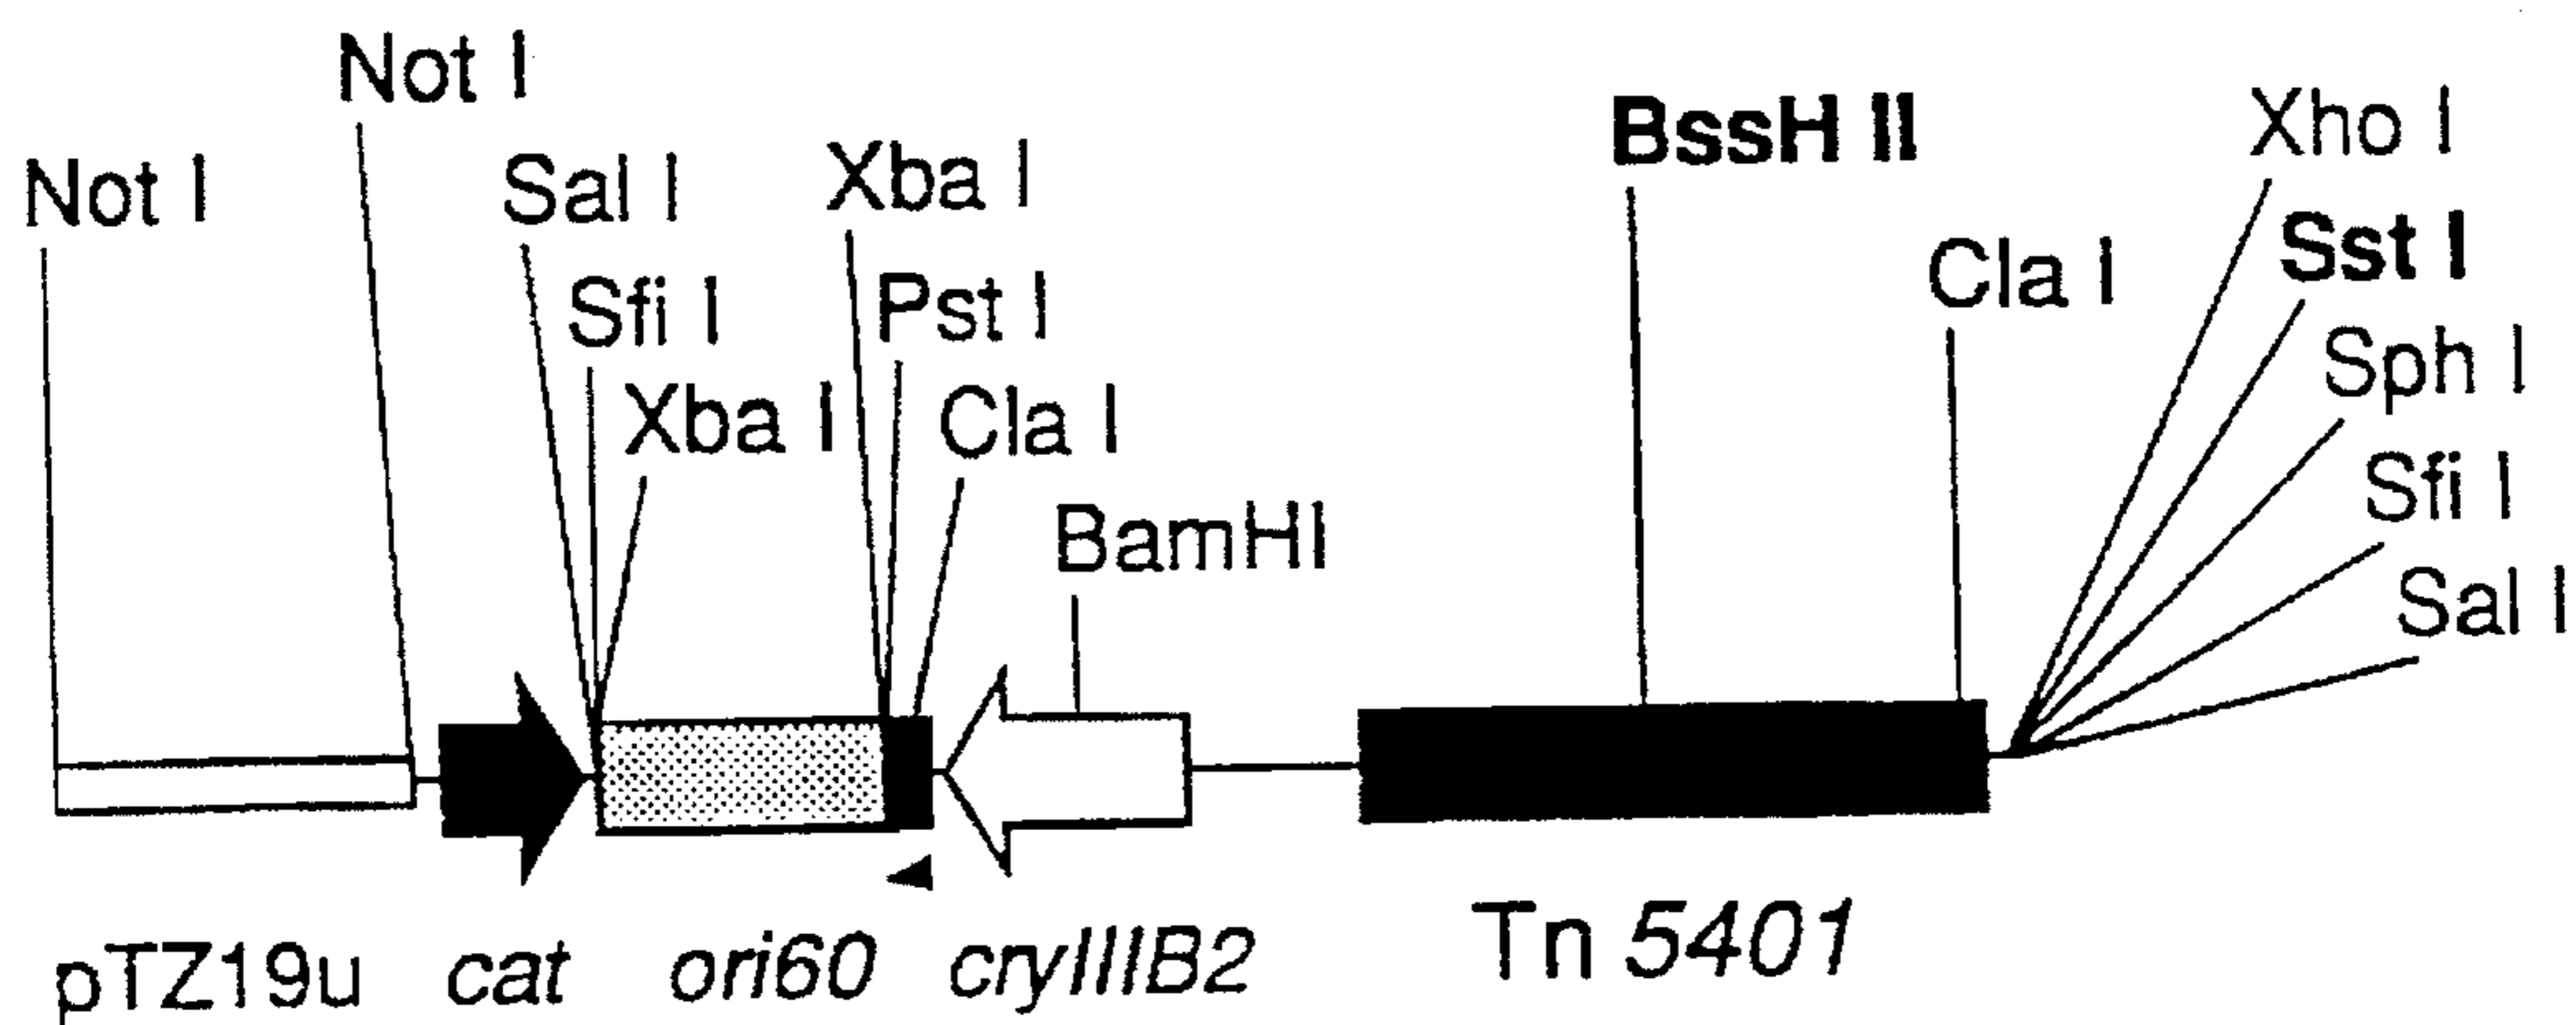 Not I
Not I
Sal I
Sfi I
Xba I
Xba I
Pst I
Cla I
BamHI
BssH II
Cla I
Xho I
Sst I
Sph I
Sfi I
Sal I
pTZ19u cat ori60 cryIIIB2 Tn 5401